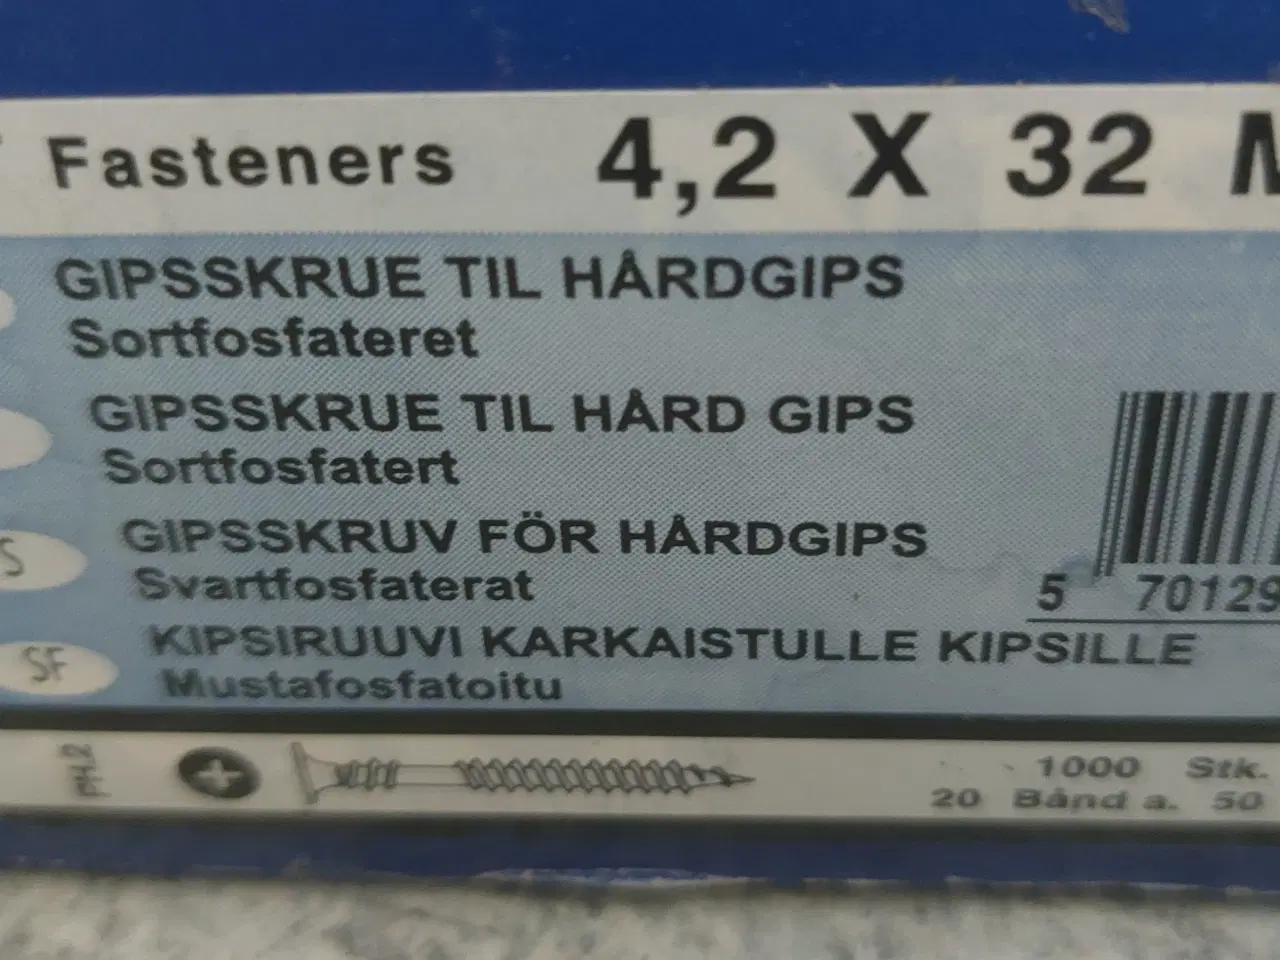 Fasteners 4,2 X 32 M
GIPSSKRUE TIL HÅRDGIPS
Sortfosfateret
GIPSSKRUE TIL HÅRD GIPS
Sortfosfatert
S GIPSSKRUV FÖR HÅRDGIPS
Svartfosfaterat
5 70129
SF KIPSIRUUVI KARKAISTULLE KIPSILLE
Mustafosfatoitu
PH2
1000 Stk.
20 Bånd a. 50